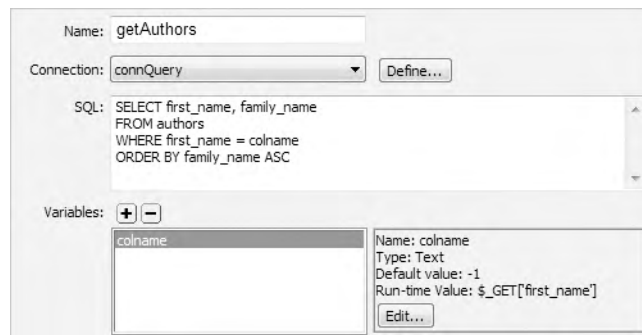 Name: getAuthors
Connection: connQuery Define...
SQL: SELECT first_name, family_name
FROM authors
WHERE first_name = colname
ORDER BY family_name ASC
Variables: + −
colname
Name: colname
Type: Text
Default value: -1
Run-time Value: $_GET['first_name']
Edit...